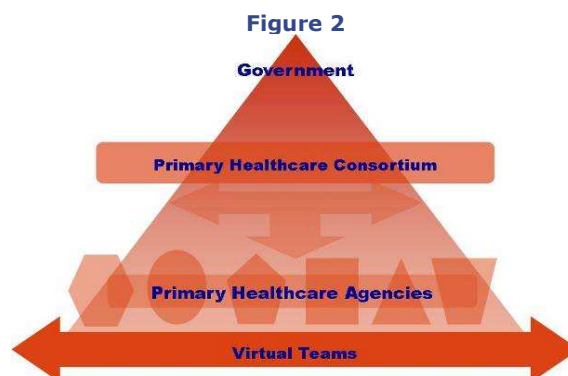 Figure 2
Government
Primary Healthcare Consortium
Primary Healthcare Agencies
Virtual Teams